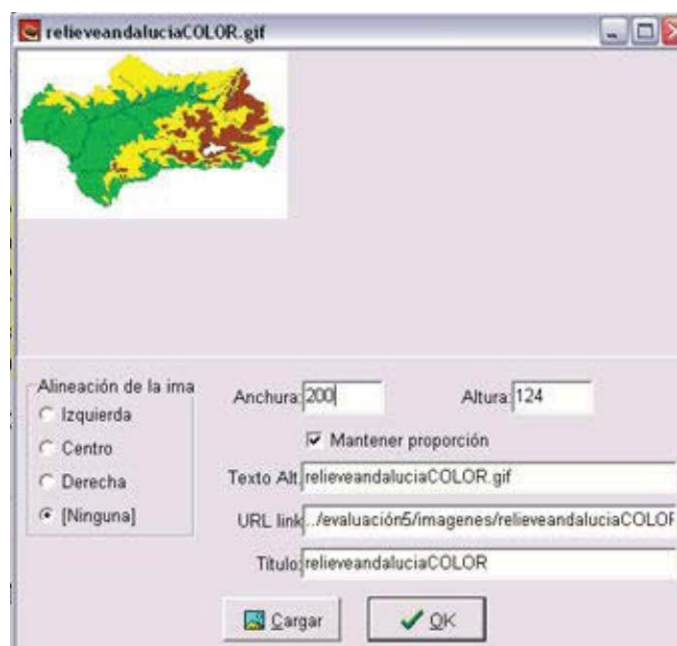 relieveandaluciaCOLOR.gif
Alineación de la ima
Izquierda
Centro
Derecha
[Ninguna]
Anchura: 200
Altura: 124
Mantener proporción
Texto Alt. relieveandaluciaCOLOR.gif
URL link ../evaluación5/imagenes/relieveandaluciaCOLOR
Título: relieveandaluciaCOLOR
Cargar
OK